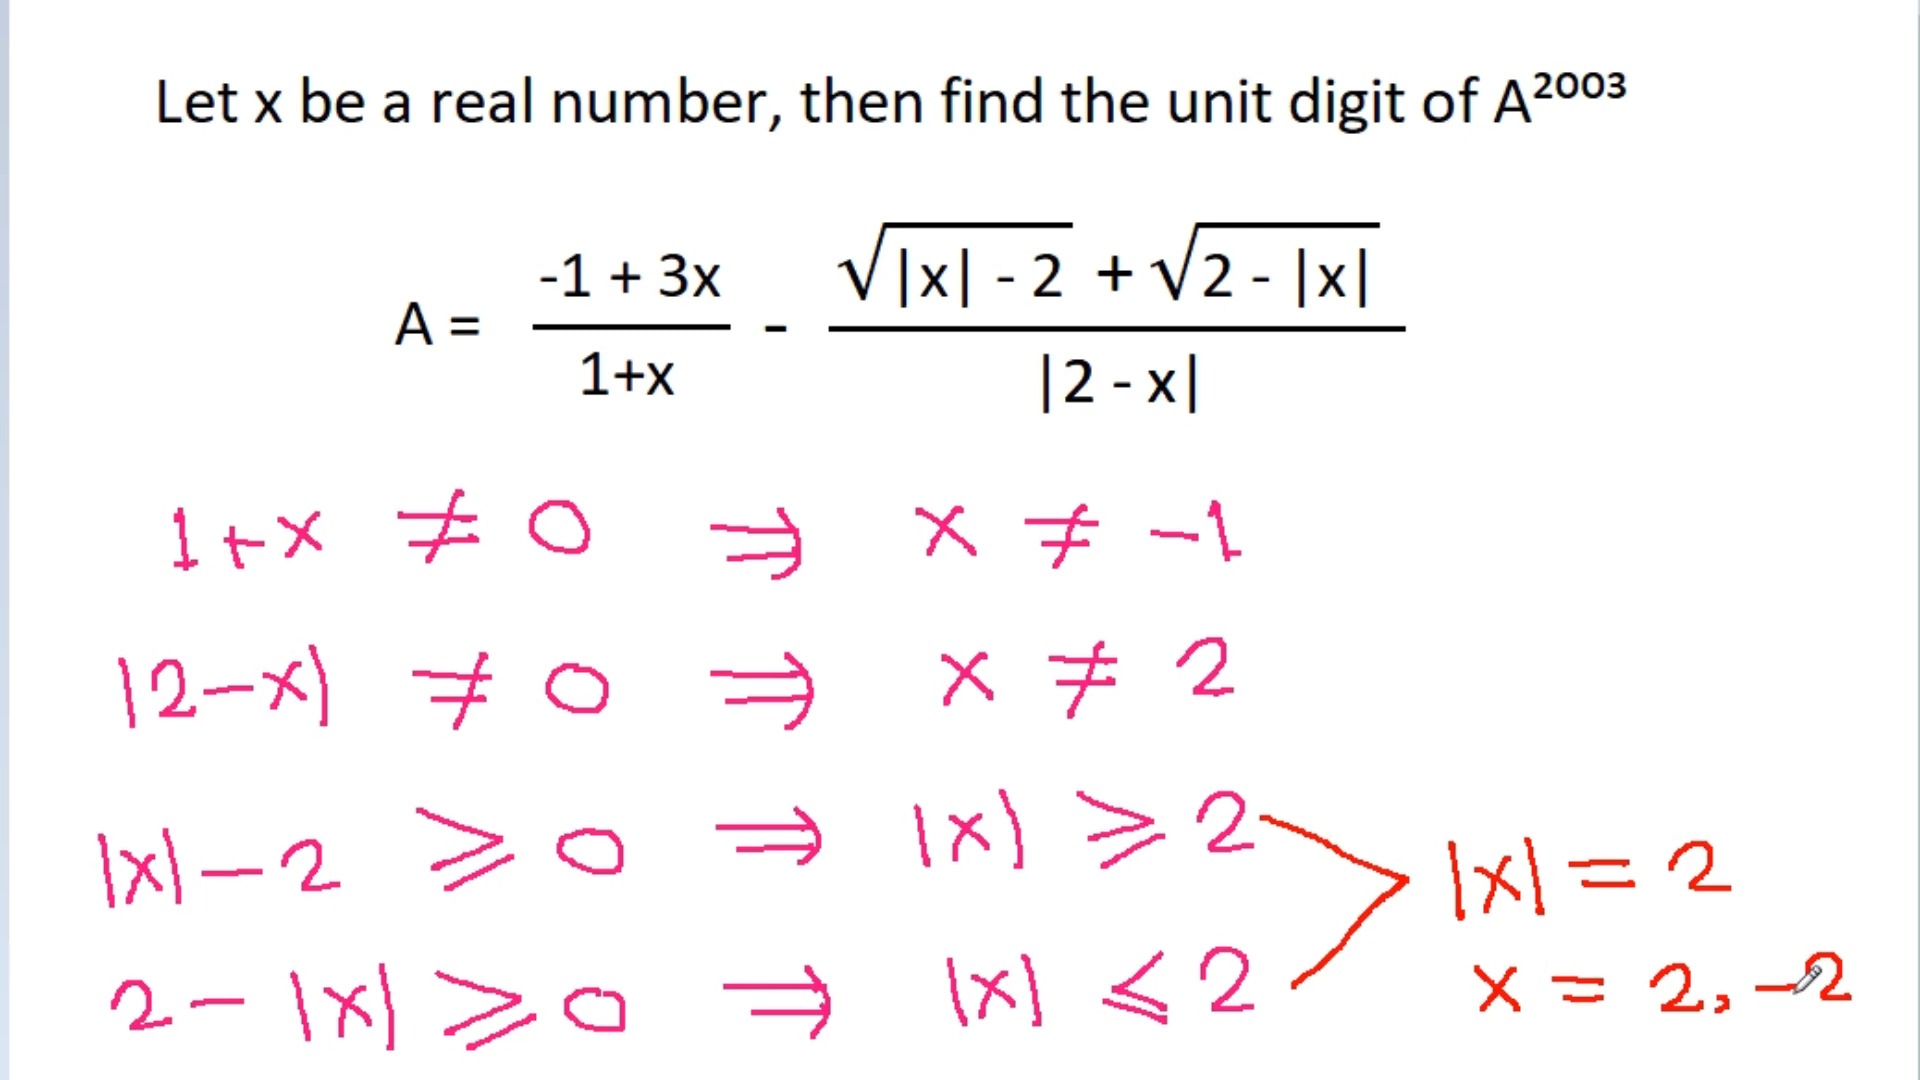 Let x be a real number, then find the unit digit of A²⁰⁰³
A = (-1 + 3x)/(1+x) - (√(|x| - 2) + √(2 - |x|))/|2 - x|
1+x ≠ 0 ⇒ x ≠ -1
|2-x| ≠ 0 ⇒ x ≠ 2
|x|-2 ⩾ 0 ⇒ |x| ⩾ 2
|x| = 2
2-|x| ⩾ 0 ⇒ |x| ⩽ 2
x = 2, -2